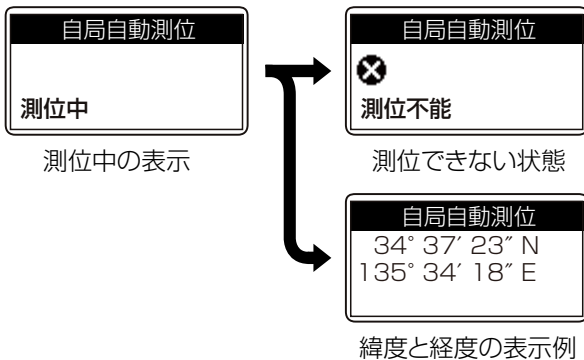 自局自動測位
測位中
測位中の表示
自局自動測位
測位不能
測位できない状態
自局自動測位
34° 37′ 23″ N
135° 34′ 18″ E
緯度と経度の表示例